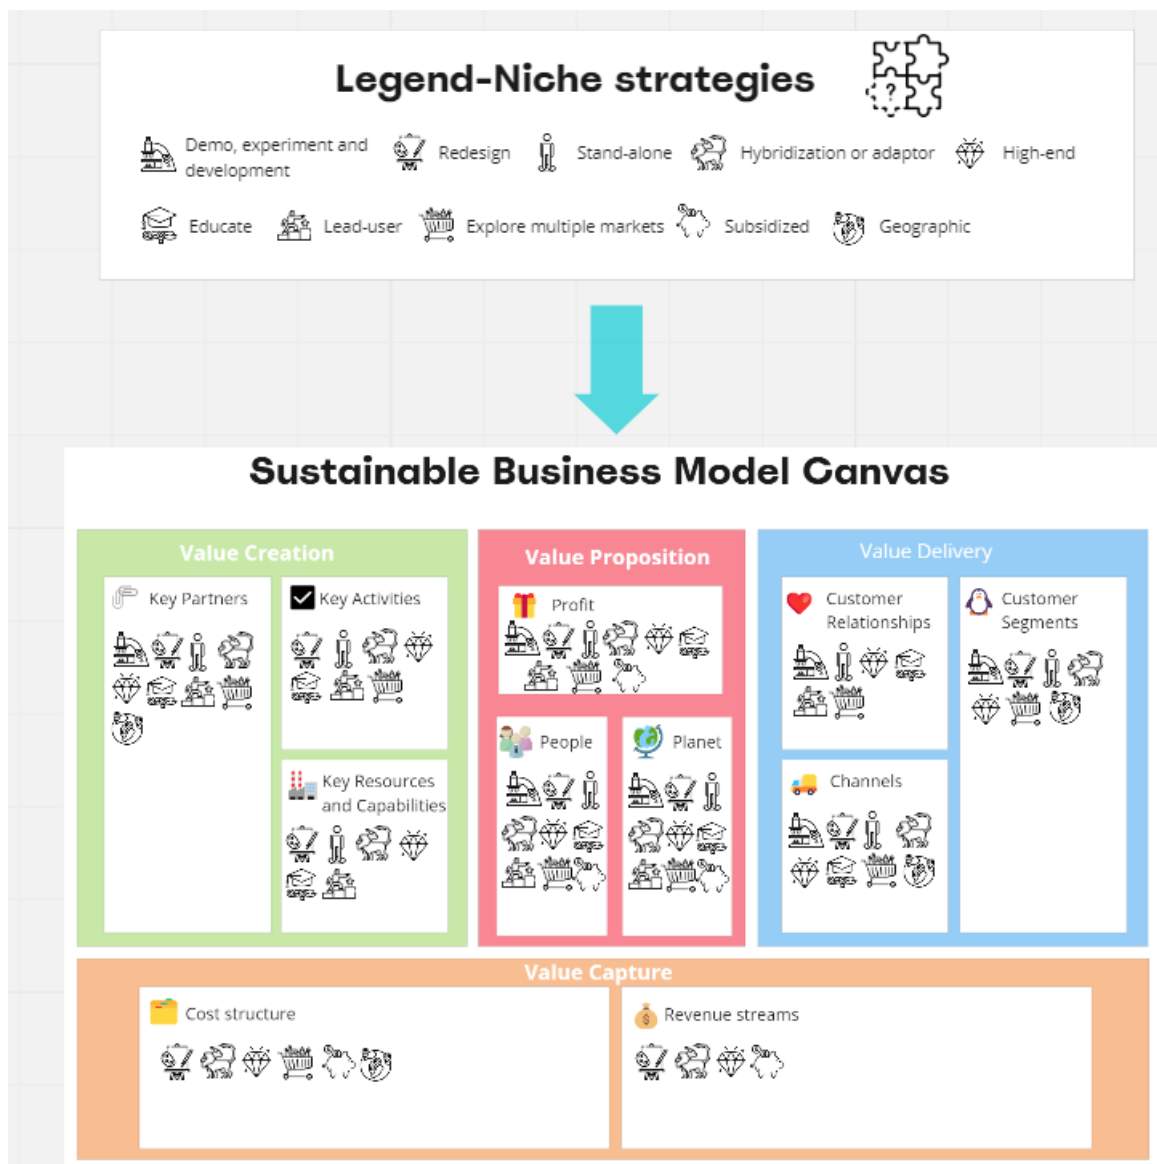 Legend-Niche strategies
?
Demo, experiment and
development
Redesign
Stand-alone
Hybridization or adaptor
High-end
Educate
Lead-user
Explore multiple markets
Subsidized
Geographic
Sustainable Business Model Canvas
Value Creation
Key Partners
Key Activities
Key Resources
and Capabilities
Value Proposition
Profit
People
Planet
Value Delivery
Customer
Relationships
Customer
Segments
Channels
Value Capture
Cost structure
Revenue streams